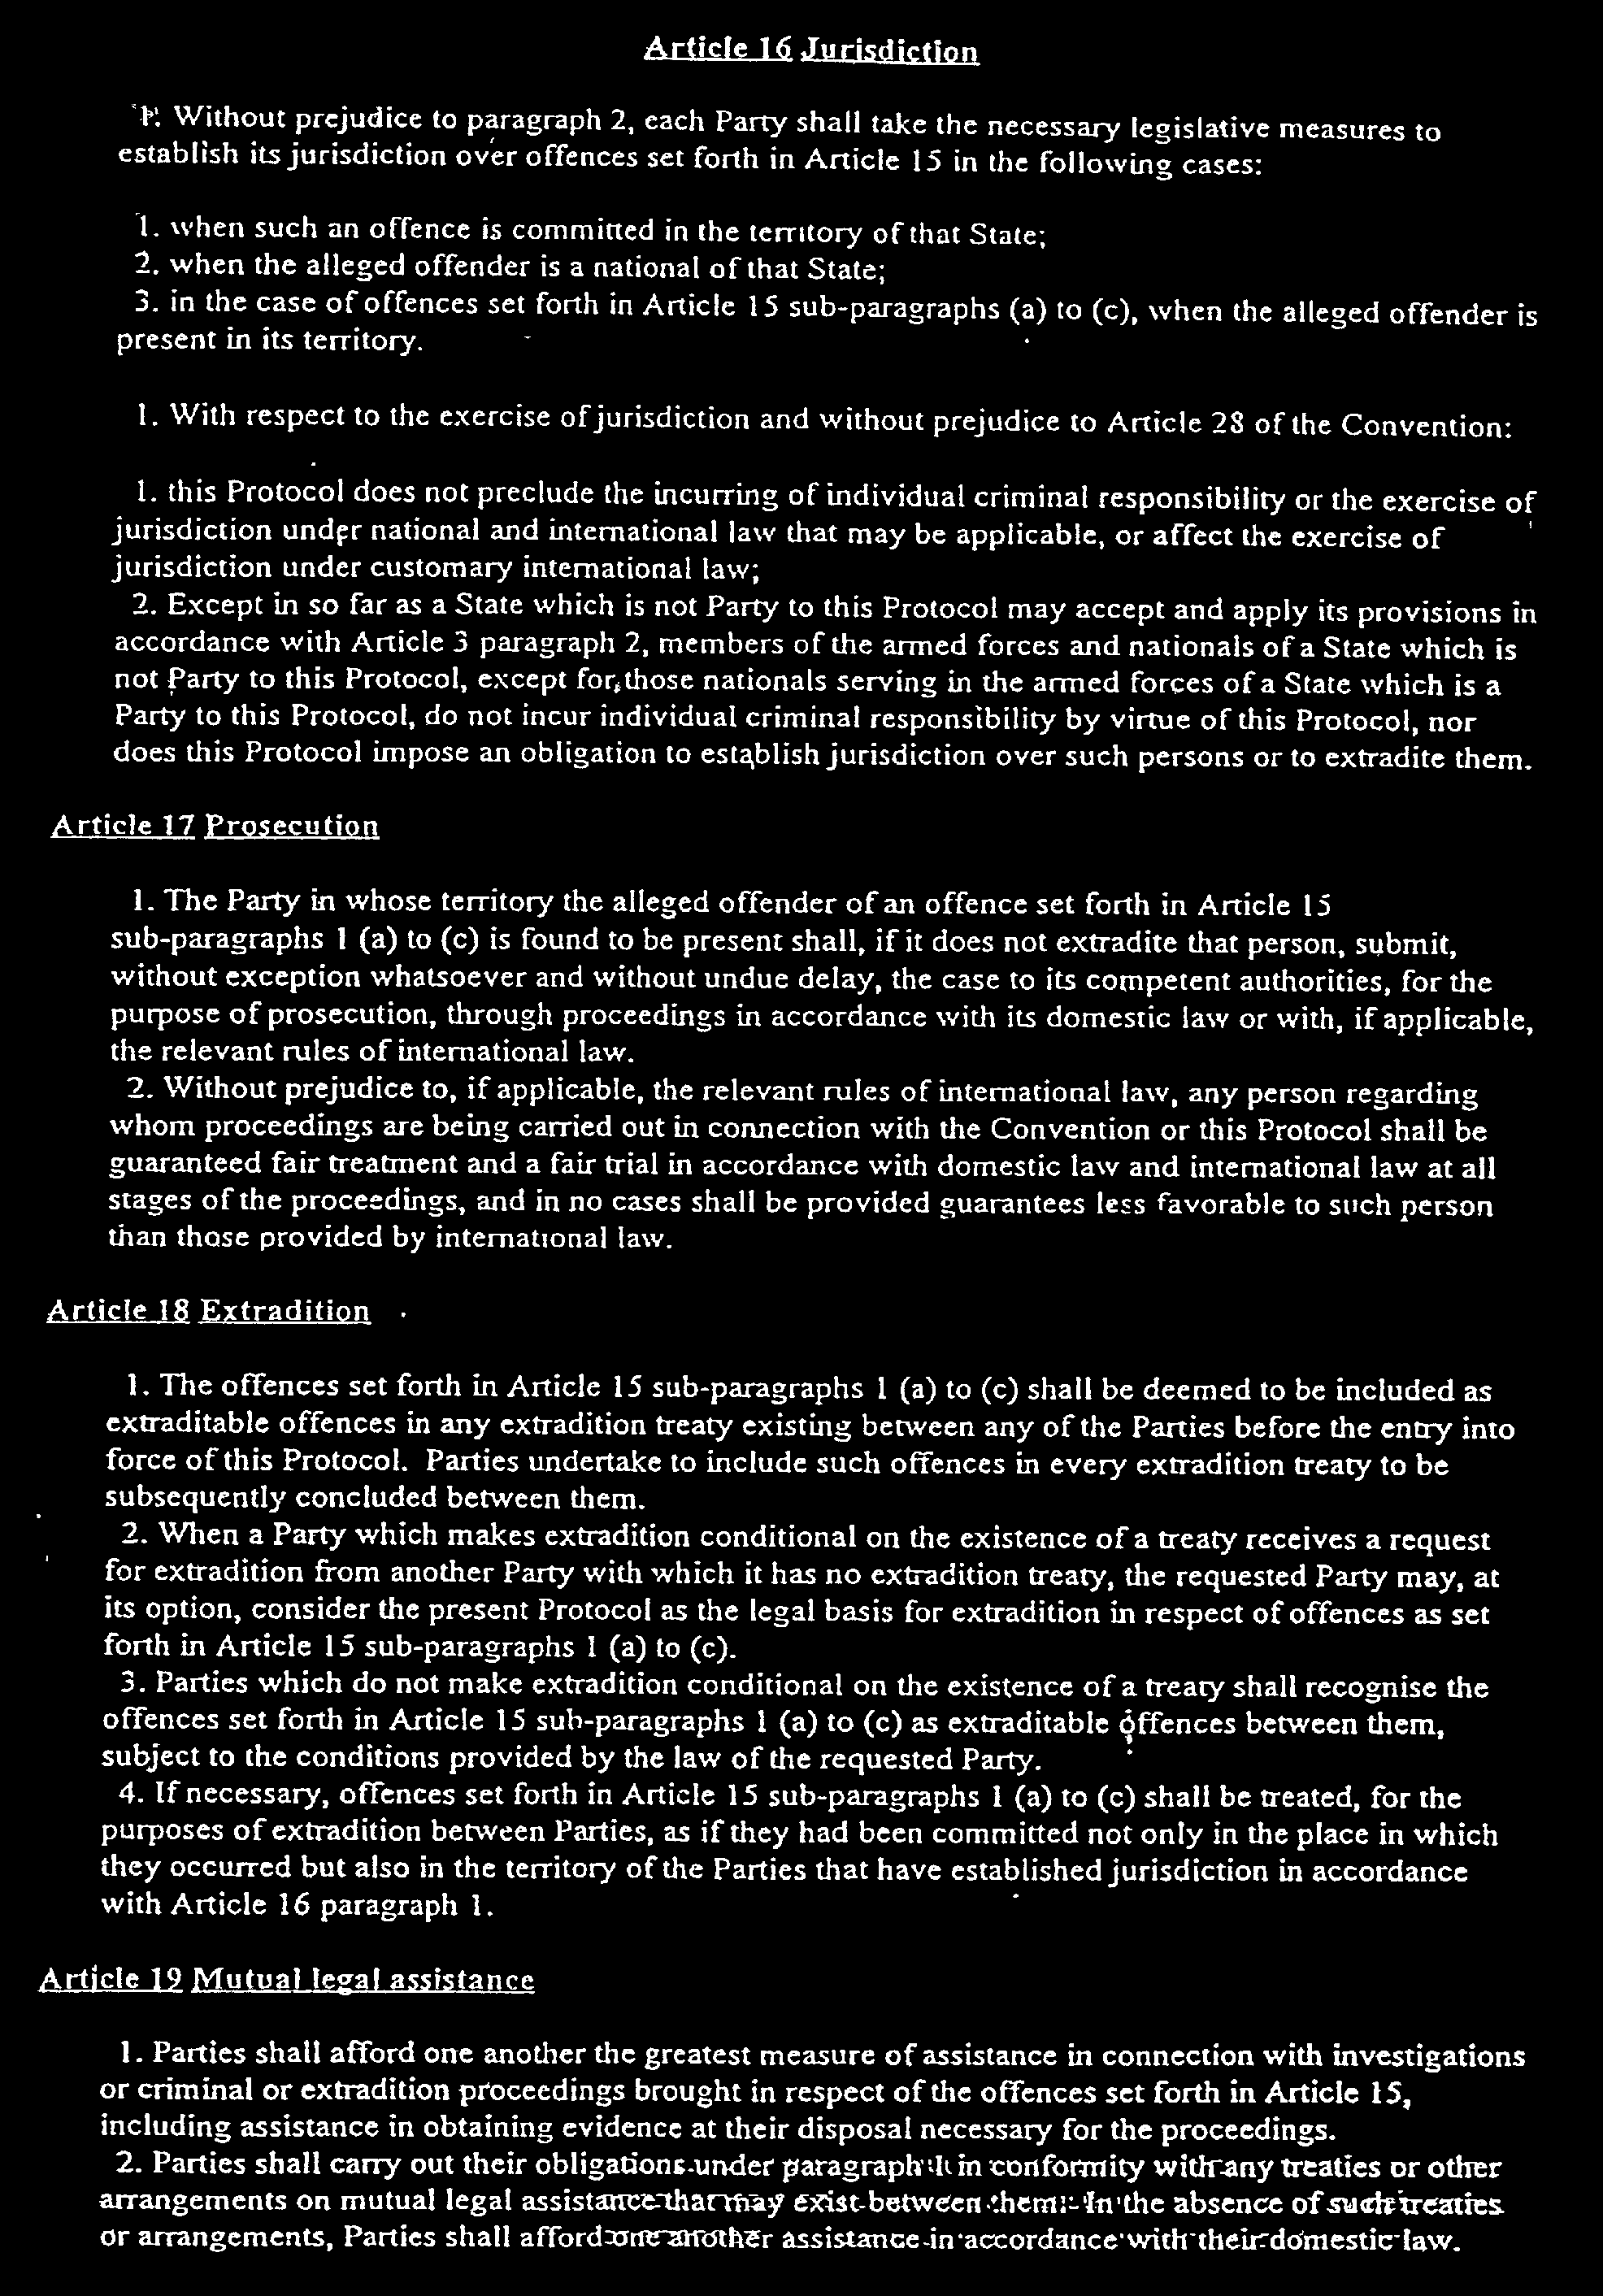 Article 16 Jurisdiction
1. Without prejudice to paragraph 2, each Party shall take the necessary legislative measures to
establish its jurisdiction over offences set forth in Article 15 in the following cases:
1. when such an offence is committed in the territory of that State;
2. when the alleged offender is a national of that State;
3. in the case of offences set forth in Article 15 sub-paragraphs (a) to (c), when the alleged offender is
present in its territory.
1. With respect to the exercise of jurisdiction and without prejudice to Article 28 of the Convention:
1. this Protocol does not preclude the incurring of individual criminal responsibility or the exercise of
jurisdiction under national and international law that may be applicable, or affect the exercise of
jurisdiction under customary international law;
2. Except in so far as a State which is not Party to this Protocol may accept and apply its provisions in
accordance with Article 3 paragraph 2, members of the armed forces and nationals of a State which is
not Party to this Protocol, except for those nationals serving in the armed forces of a State which is a
Party to this Protocol, do not incur individual criminal responsibility by virtue of this Protocol, nor
does this Protocol impose an obligation to establish jurisdiction over such persons or to extradite them.
Article 17 Prosecution
1. The Party in whose territory the alleged offender of an offence set forth in Article 15
sub-paragraphs 1 (a) to (c) is found to be present shall, if it does not extradite that person, submit,
without exception whatsoever and without undue delay, the case to its competent authorities, for the
purpose of prosecution, through proceedings in accordance with its domestic law or with, if applicable,
the relevant rules of international law.
2. Without prejudice to, if applicable, the relevant rules of international law, any person regarding
whom proceedings are being carried out in connection with the Convention or this Protocol shall be
guaranteed fair treatment and a fair trial in accordance with domestic law and international law at all
stages of the proceedings, and in no cases shall be provided guarantees less favorable to such person
than those provided by international law.
Article 18 Extradition
1. The offences set forth in Article 15 sub-paragraphs 1 (a) to (c) shall be deemed to be included as
extraditable offences in any extradition treaty existing between any of the Parties before the entry into
force of this Protocol. Parties undertake to include such offences in every extradition treaty to be
subsequently concluded between them.
2. When a Party which makes extradition conditional on the existence of a treaty receives a request
for extradition from another Party with which it has no extradition treaty, the requested Party may, at
its option, consider the present Protocol as the legal basis for extradition in respect of offences as set
forth in Article 15 sub-paragraphs 1 (a) to (c).
3. Parties which do not make extradition conditional on the existence of a treaty shall recognise the
offences set forth in Article 15 sub-paragraphs 1 (a) to (c) as extraditable offences between them,
subject to the conditions provided by the law of the requested Party.
4. If necessary, offences set forth in Article 15 sub-paragraphs 1 (a) to (c) shall be treated, for the
purposes of extradition between Parties, as if they had been committed not only in the place in which
they occurred but also in the territory of the Parties that have established jurisdiction in accordance
with Article 16 paragraph 1.
Article 19 Mutual legal assistance
1. Parties shall afford one another the greatest measure of assistance in connection with investigations
or criminal or extradition proceedings brought in respect of the offences set forth in Article 15,
including assistance in obtaining evidence at their disposal necessary for the proceedings.
2. Parties shall carry out their obligations under paragraph 1 in conformity with any treaties or other
arrangements on mutual legal assistance that may exist between them. In the absence of such treaties
or arrangements, Parties shall afford one another assistance in accordance with their domestic law.